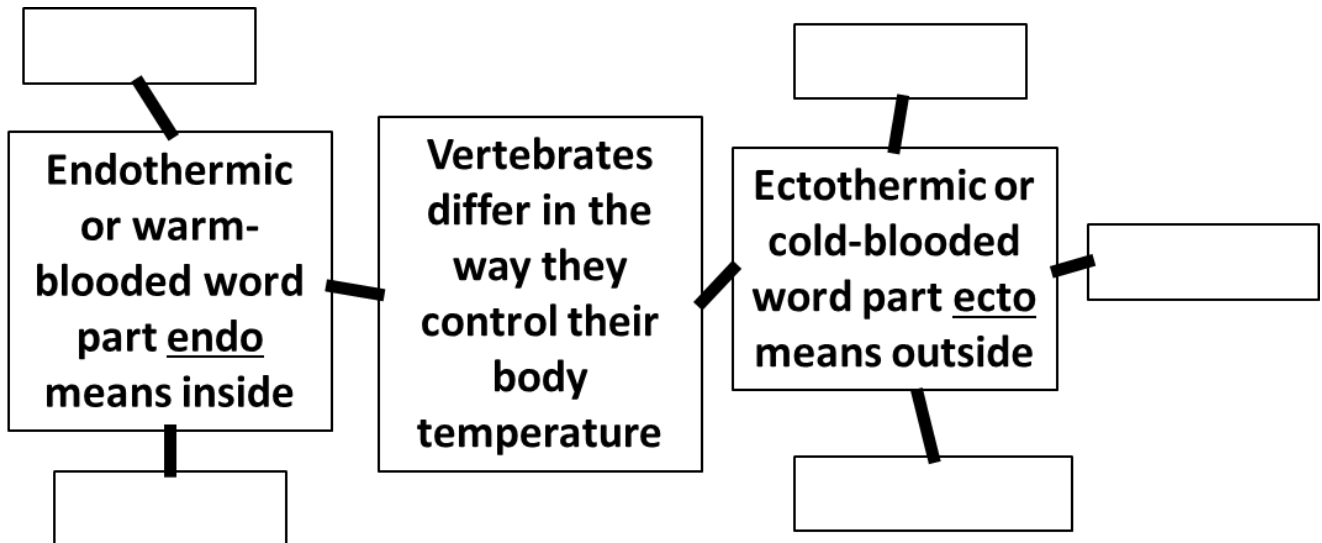 Endothermic
or warm-
blooded word
part endo
means inside
Vertebrates
differ in the
way they
control their
body
temperature
Ectothermic or
cold-blooded
word part ecto
means outside